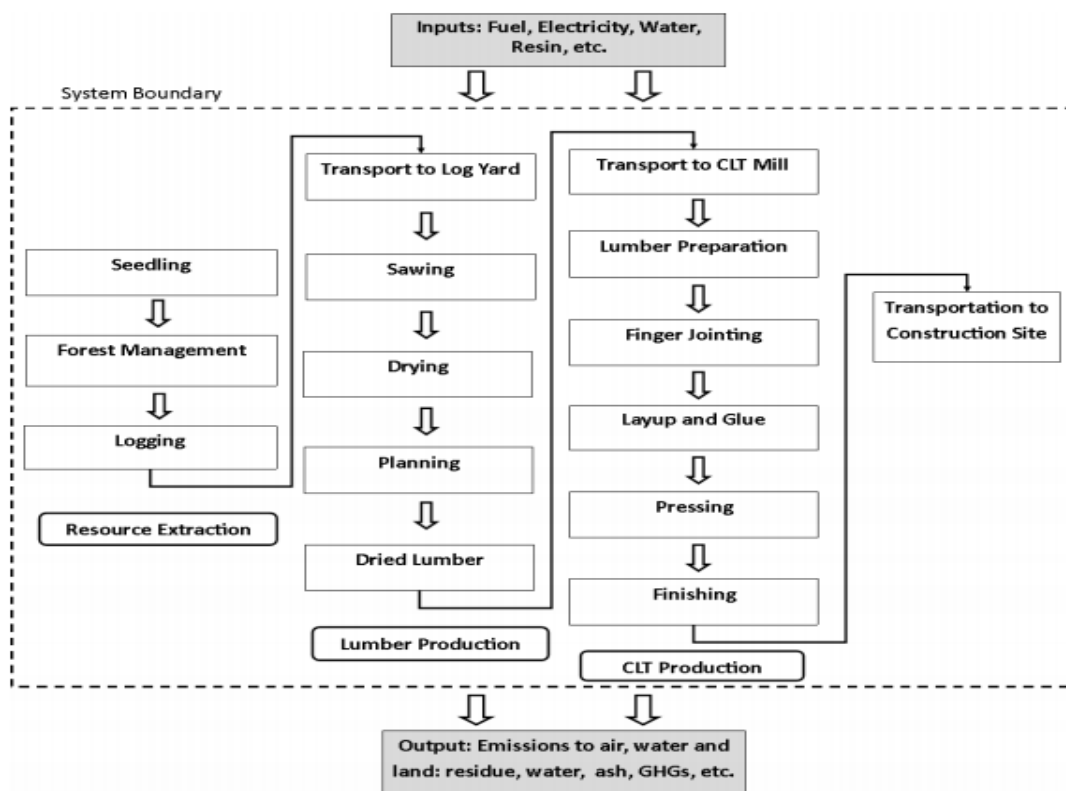 Inputs: Fuel, Electricity, Water,
Resin, etc.
System Boundary
Seedling
Forest Management
Logging
Resource Extraction
Transport to Log Yard
Sawing
Drying
Planning
Dried Lumber
Lumber Production
Transport to CLT Mill
Lumber Preparation
Finger Jointing
Layup and Glue
Pressing
Finishing
CLT Production
Transportation to
Construction Site
Output: Emissions to air, water and
land: residue, water, ash, GHGs, etc.